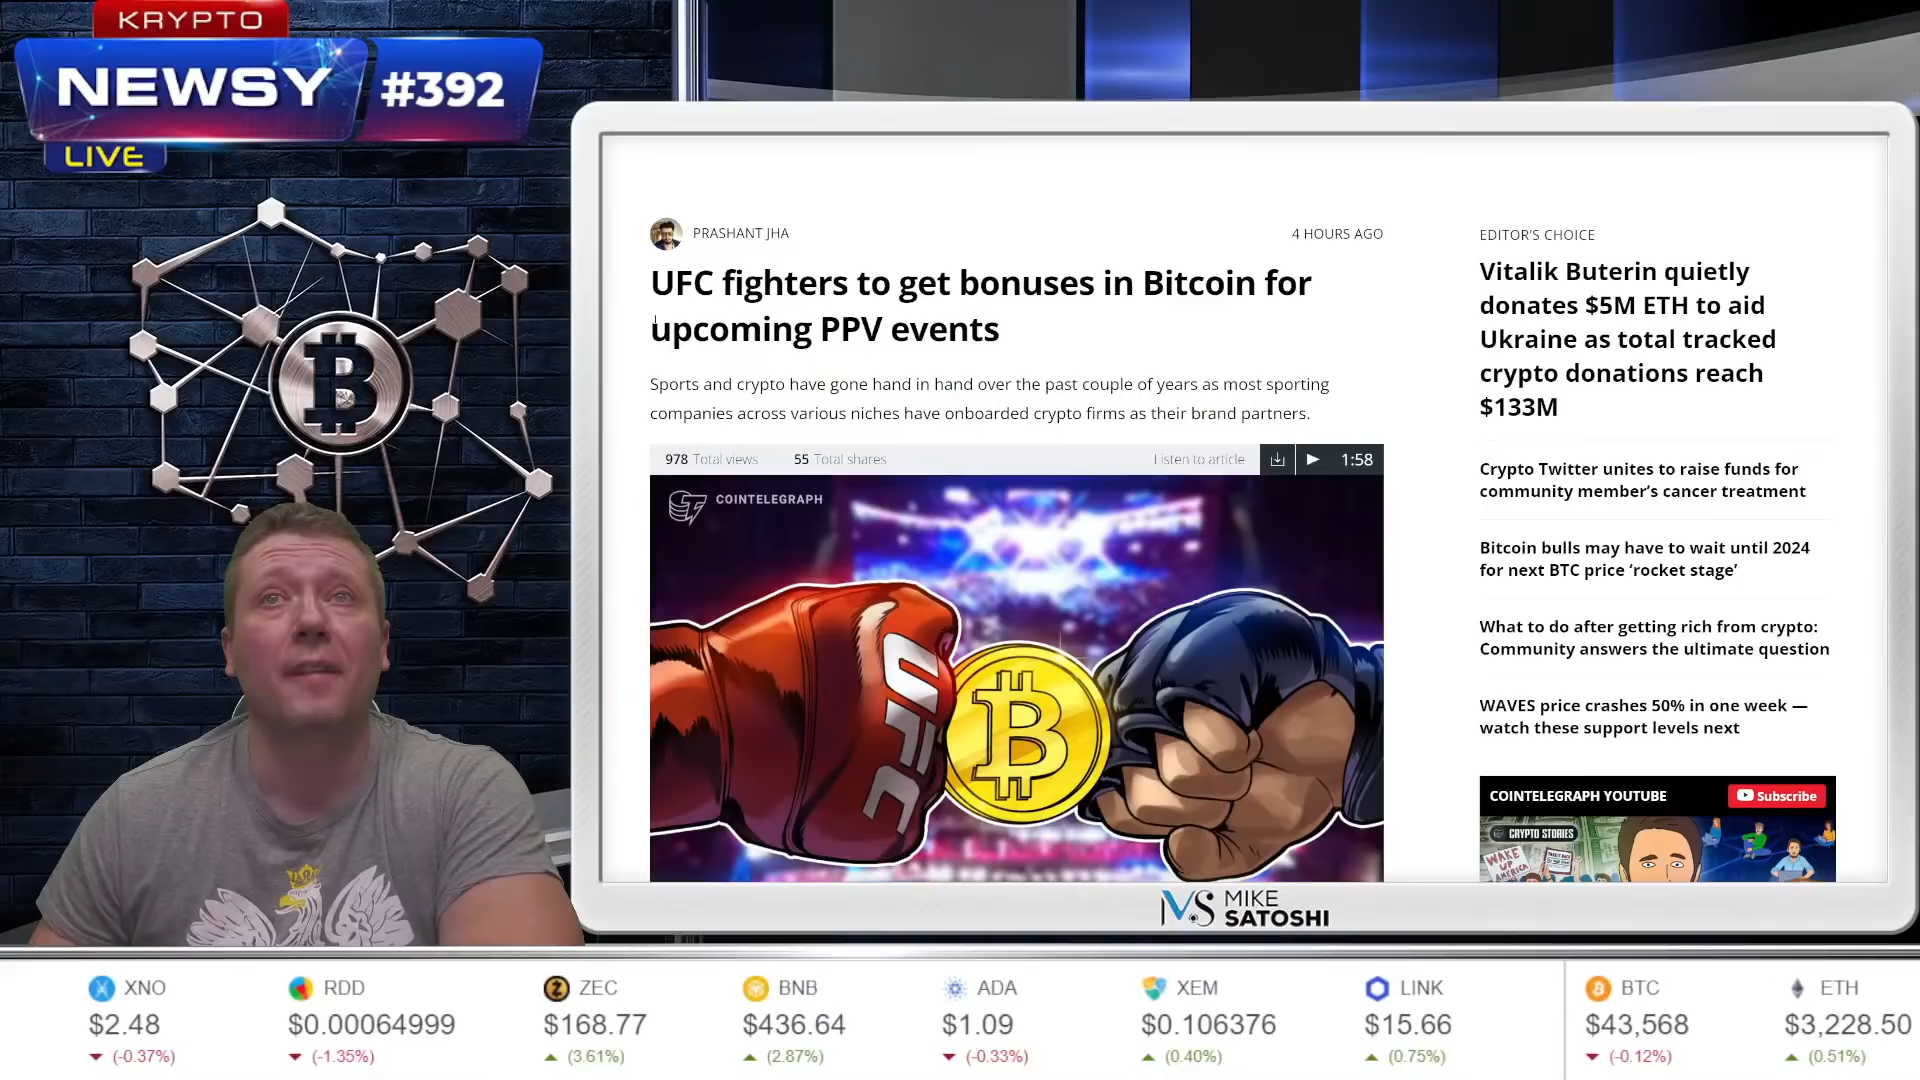 KRYPTO
NEWSY #392
LIVE
PRASHANT JHA
4 HOURS AGO
UFC fighters to get bonuses in Bitcoin for
upcoming PPV events
Sports and crypto have gone hand in hand over the past couple of years as most sporting
companies across various niches have onboarded crypto firms as their brand partners.
978 Total views 55 Total shares Listen to article 1:58
COINTELEGRAPH
UFC
EDITOR'S CHOICE
Vitalik Buterin quietly
donates $5M ETH to aid
Ukraine as total tracked
crypto donations reach
$133M
Crypto Twitter unites to raise funds for
community member's cancer treatment
Bitcoin bulls may have to wait until 2024
for next BTC price ‘rocket stage’
What to do after getting rich from crypto:
Community answers the ultimate question
WAVES price crashes 50% in one week —
watch these support levels next
COINTELEGRAPH YOUTUBE Subscribe
CRYPTO STORIES
WAKE UP
AMERICA
MS MIKE
SATOSHI
XNO RDD ZEC BNB ADA XEM LINK BTC ETH
$2.48 $0.00064999 $168.77 $436.64 $1.09 $0.106376 $15.66 $43,568 $3,228.50
(-0.37%) (-1.35%) (3.61%) (2.87%) (-0.33%) (0.40%) (0.75%) (-0.12%) (0.51%)